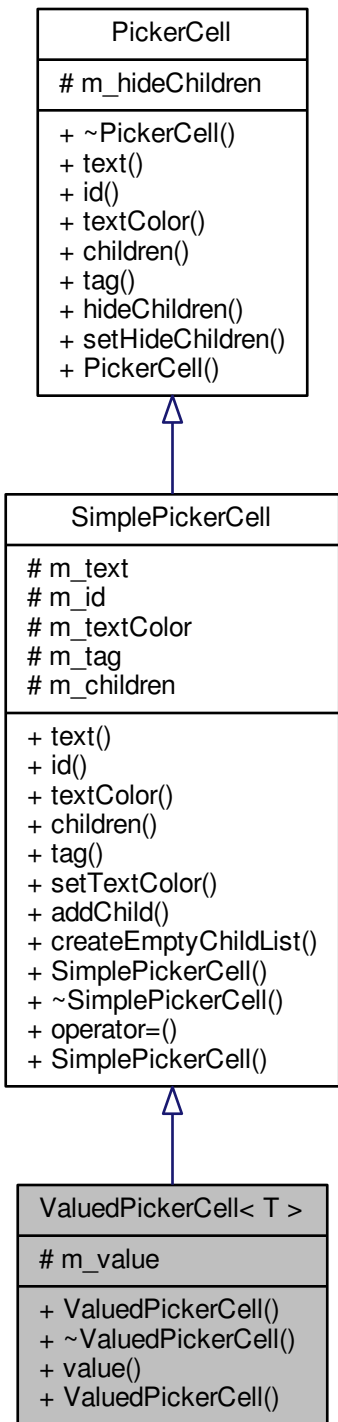 PickerCell
# m_hideChildren
+ ~PickerCell()
+ text()
+ id()
+ textColor()
+ children()
+ tag()
+ hideChildren()
+ setHideChildren()
+ PickerCell()
SimplePickerCell
# m_text
# m_id
# m_textColor
# m_tag
# m_children
+ text()
+ id()
+ textColor()
+ children()
+ tag()
+ setTextColor()
+ addChild()
+ createEmptyChildList()
+ SimplePickerCell()
+ ~SimplePickerCell()
+ operator=()
+ SimplePickerCell()
ValuedPickerCell< T >
# m_value
+ ValuedPickerCell()
+ ~ValuedPickerCell()
+ value()
+ ValuedPickerCell()